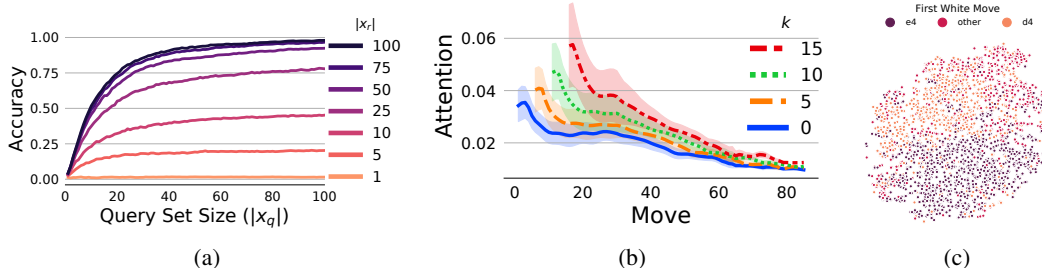 |x_r|
1.00
0.75
0.50
0.25
0.00
Accuracy
0 20 40 60 80 100
Query Set Size (|x_q|)
100
75
50
25
10
5
1
(a)
0.06
0.04
0.02
Attention
0 20 40 60 80
Move
k
15
10
5
0
(b)
First White Move
e4 other d4
(c)